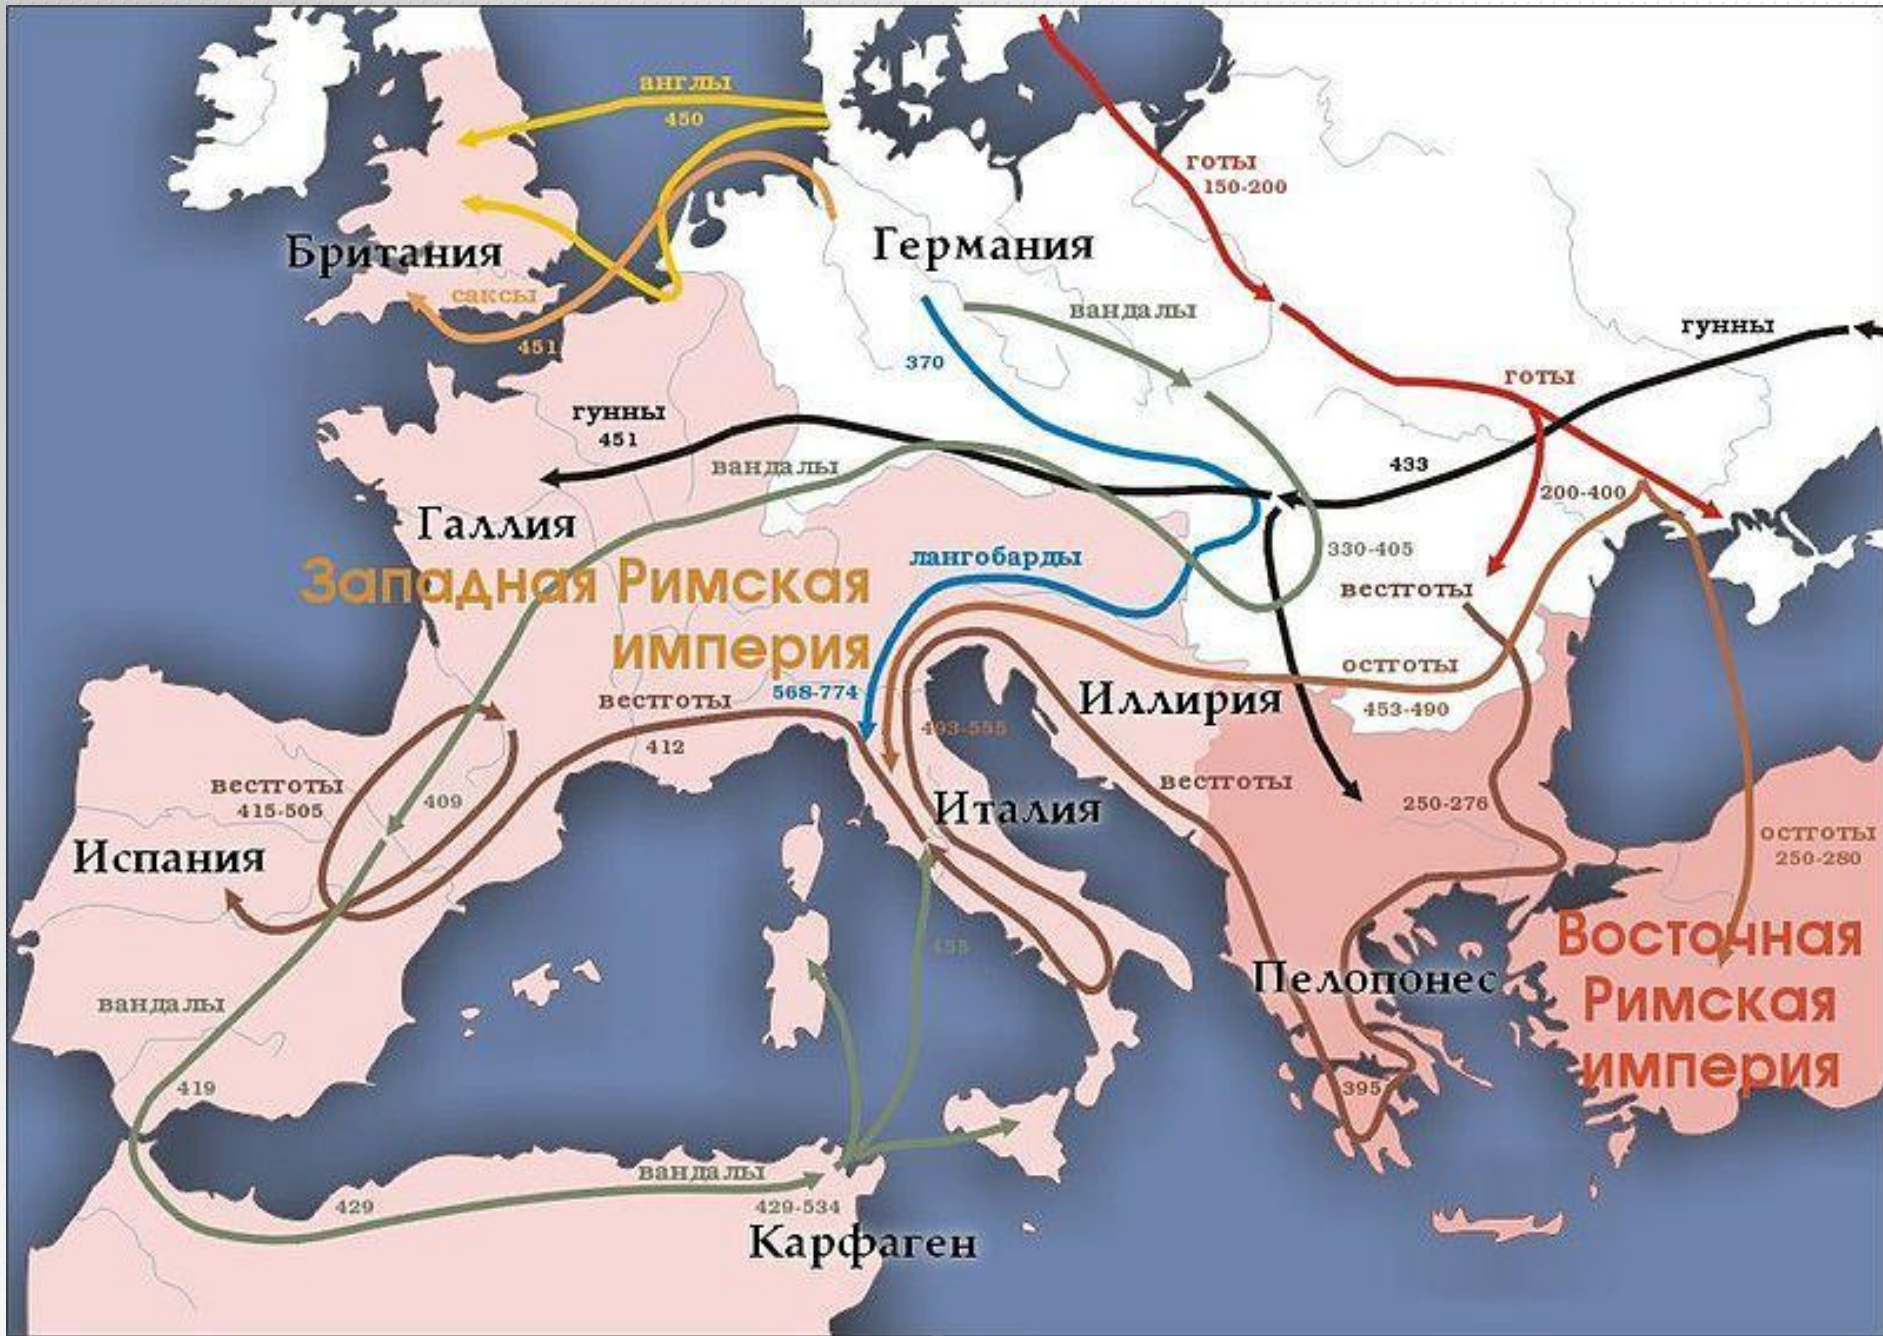 англы
450
готы
150-200
Германия
Британия
саксы
451
вандалы
гунны
370
готы
гунны
451
вандалы
433
200-400
Галлия
330-405
лангобарды
Западная Римская
империя
вестготы
остготы
568-774
Иллирия
453-490
вестготы
412
493-555
вестготы
415-505
409
вестготы
250-276
Италия
остготы
250-280
Испания
455
Восточная
Римская
империя
Пелопонес
вандалы
419
395
вандалы
429
429-534
Карфаген